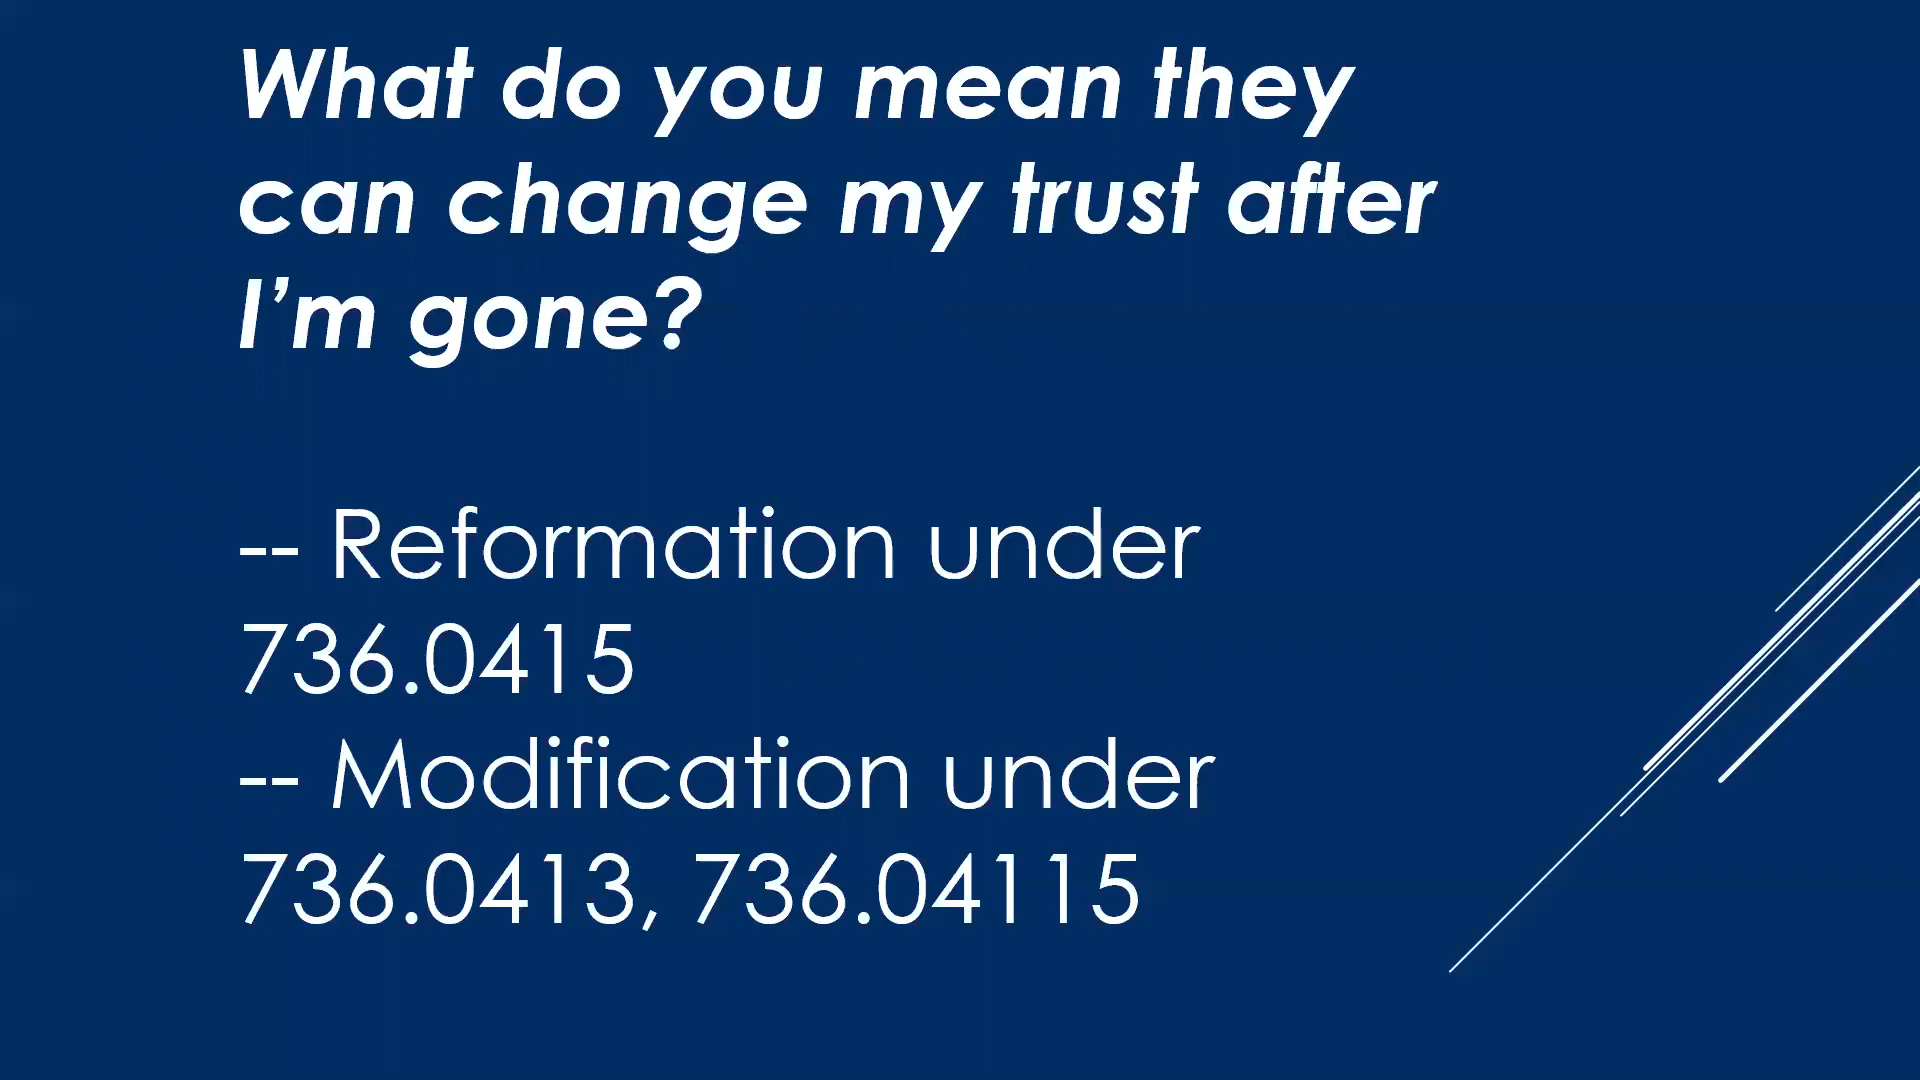 What do you mean they
can change my trust after
I’m gone?
-- Reformation under
736.0415
-- Modification under
736.0413, 736.04115